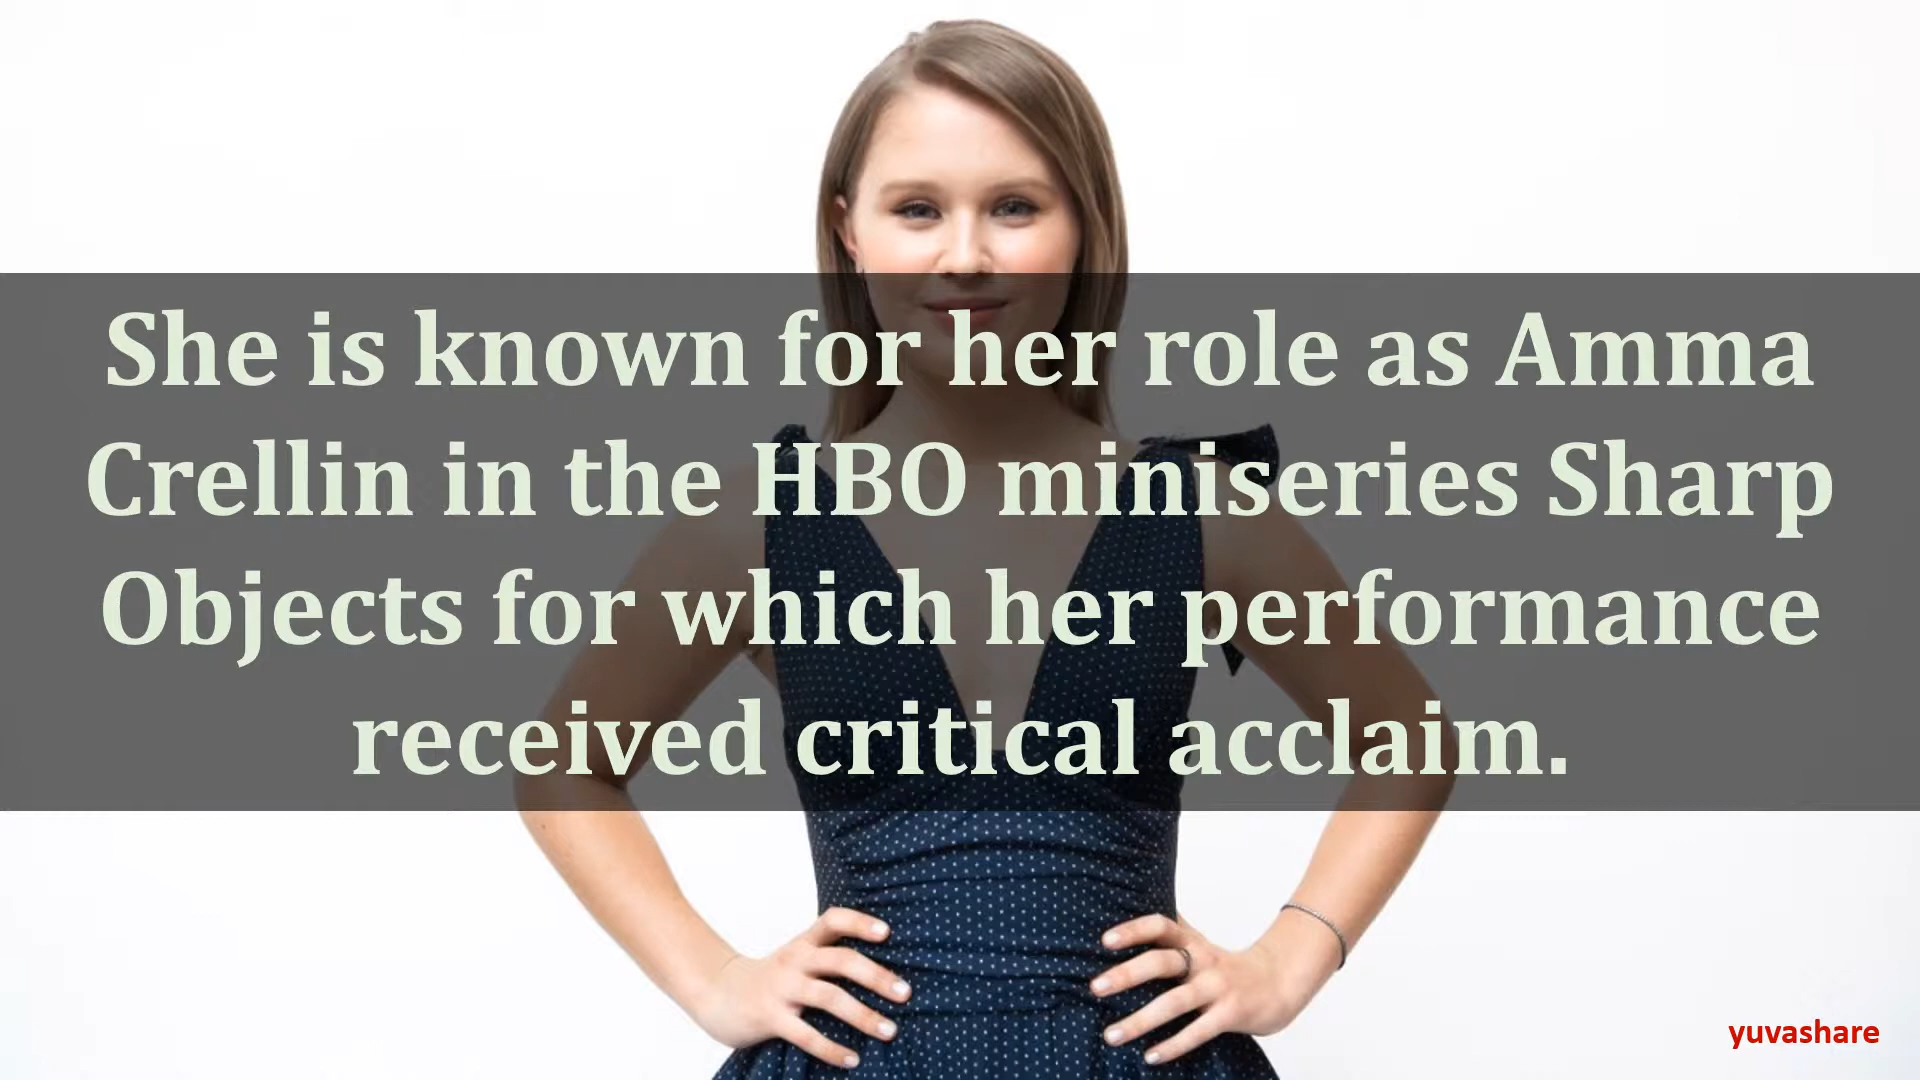 She is known for her role as Amma
Crellin in the HBO miniseries Sharp
Objects for which her performance
received critical acclaim.
yuvashare